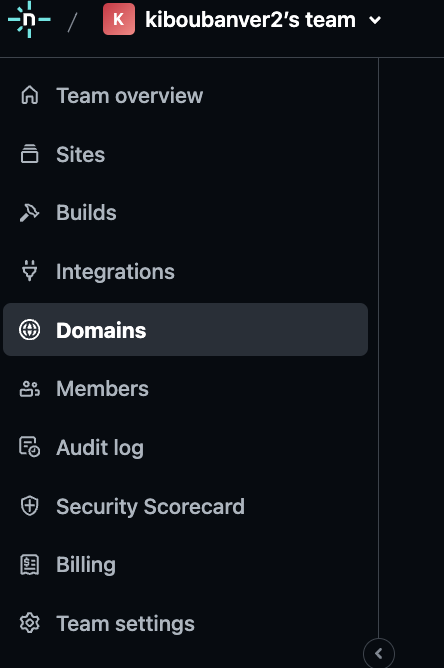 n / K kiboubanver2's team
Team overview
Sites
Builds
Integrations
Domains
Members
Audit log
Security Scorecard
Billing
Team settings